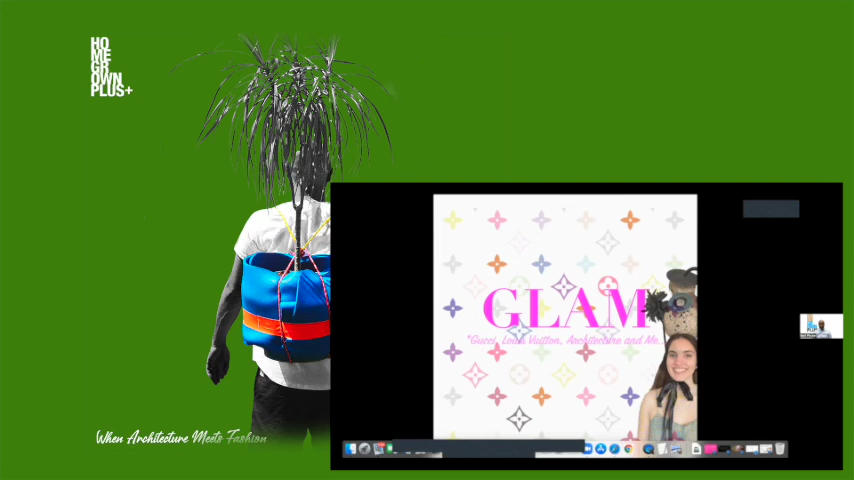 HO
ME
GR
OWN
PLUS+
GLAM
"Gucci, Louis Vuitton, Architecture and Me...
When Architecture Meets Fashion